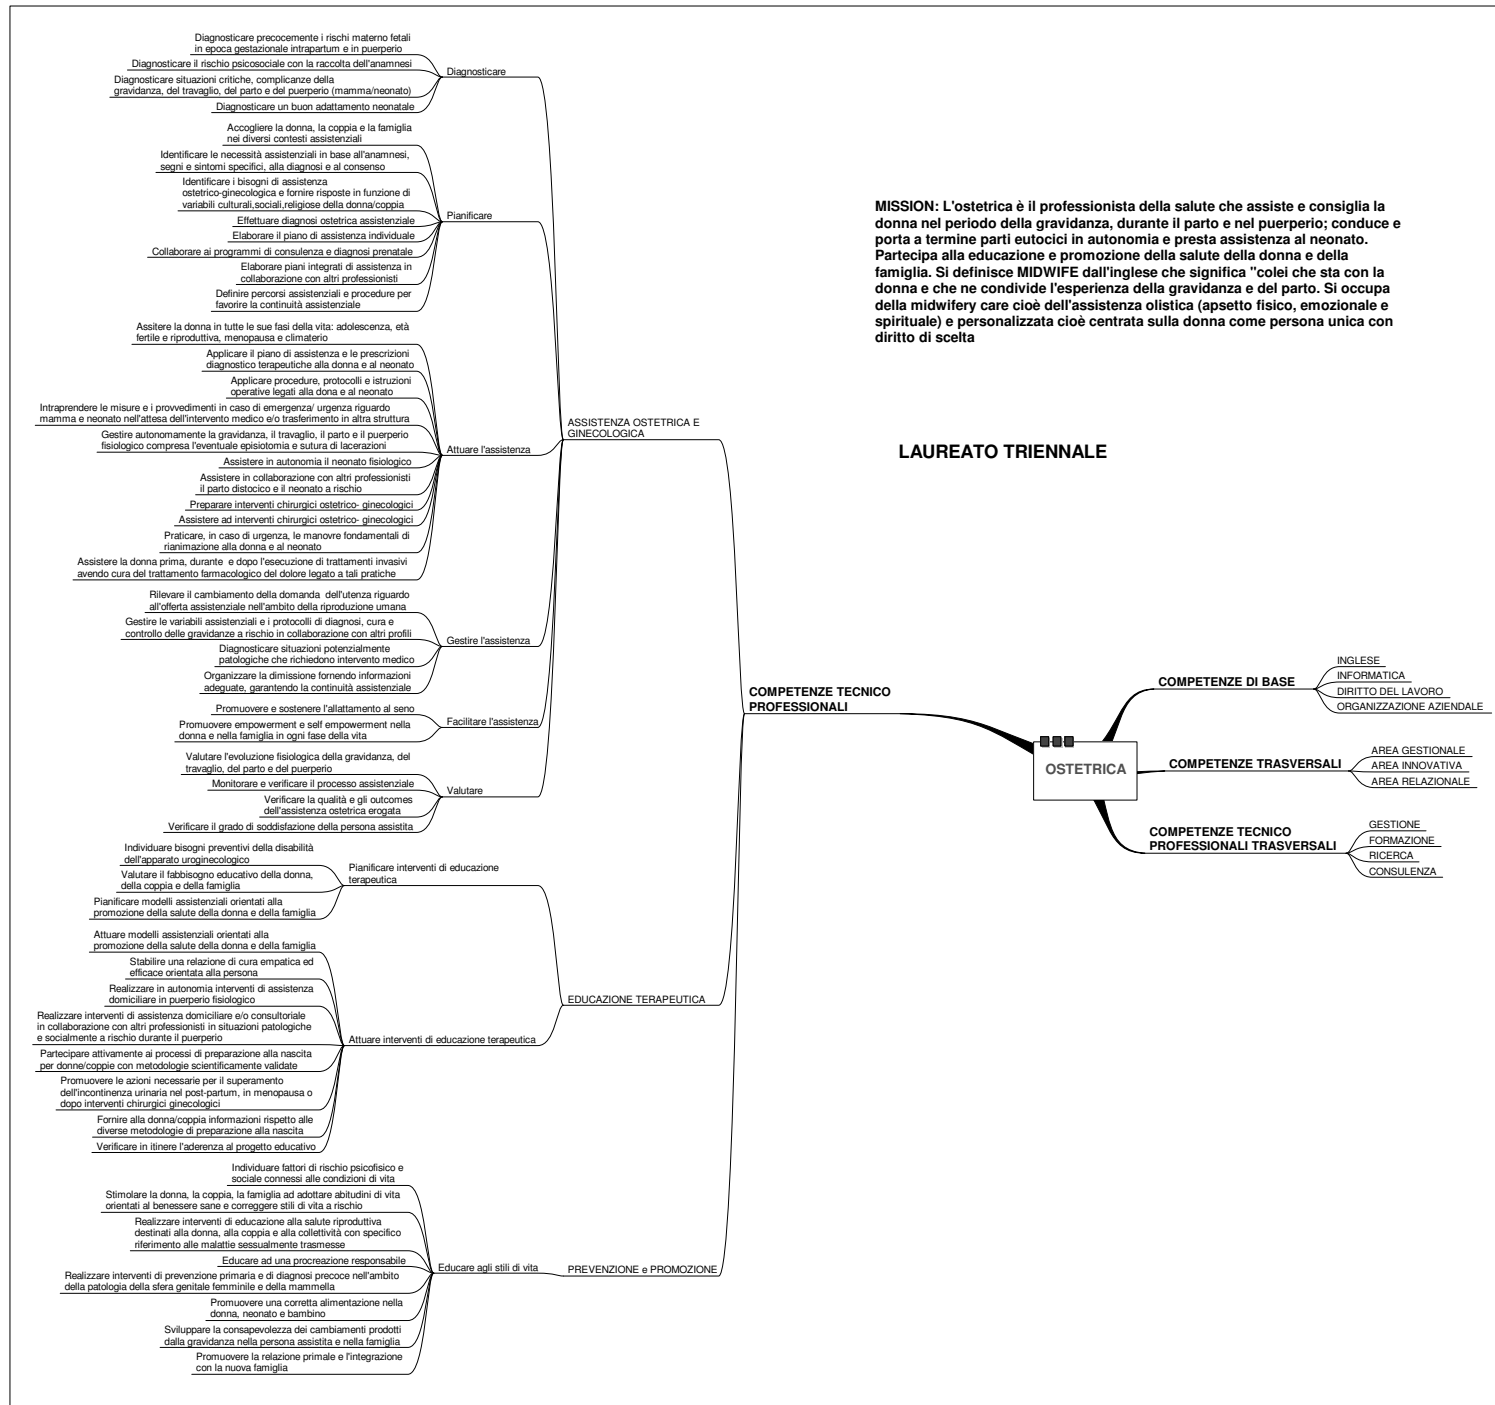 Diagnosticare precocemente i rischi materno fetali
in epoca gestazionale intrapartum e in puerperio
Diagnosticare il rischio psicosociale con la raccolta dell'anamnesi
Diagnosticare situazioni critiche, complicanze della
gravidanza, del travaglio, del parto e del puerperio (mamma/neonato)
Diagnosticare un buon adattamento neonatale
Diagnosticare
Accogliere la donna, la coppia e la famiglia
nei diversi contesti assistenziali
Identificare le necessità assistenziali in base all'anamnesi,
segni e sintomi specifici, alla diagnosi e al consenso
Identificare i bisogni di assistenza
ostetrico-ginecologica e fornire risposte in funzione di
variabili culturali,sociali,religiose della donna/coppia
Effettuare diagnosi ostetrica assistenziale
Elaborare il piano di assistenza individuale
Collaborare ai programmi di consulenza e diagnosi prenatale
Elaborare piani integrati di assistenza in
collaborazione con altri professionisti
Definire percorsi assistenziali e procedure per
favorire la continuità assistenziale
Pianificare
Assitere la donna in tutte le sue fasi della vita: adolescenza, età
fertile e riproduttiva, menopausa e climaterio
Applicare il piano di assistenza e le prescrizioni
diagnostico terapeutiche alla donna e al neonato
Applicare procedure, protocolli e istruzioni
operative legati alla dona e al neonato
Intraprendere le misure e i provvedimenti in caso di emergenza/ urgenza riguardo
mamma e neonato nell'attesa dell'intervento medico e/o trasferimento in altra struttura
Gestire autonomamente la gravidanza, il travaglio, il parto e il puerperio
fisiologico compresa l'eventuale episiotomia e sutura di lacerazioni
Assistere in autonomia il neonato fisiologico
Assistere in collaborazione con altri professionisti
il parto distocico e il neonato a rischio
Preparare interventi chirurgici ostetrico- ginecologici
Assistere ad interventi chirurgici ostetrico- ginecologici
Praticare, in caso di urgenza, le manovre fondamentali di
rianimazione alla donna e al neonato
Assistere la donna prima, durante  e dopo l'esecuzione di trattamenti invasivi
avendo cura del trattamento farmacologico del dolore legato a tali pratiche
Attuare l'assistenza
Rilevare il cambiamento della domanda  dell'utenza riguardo
all'offerta assistenziale nell'ambito della riproduzione umana
Gestire le variabili assistenziali e i protocolli di diagnosi, cura e
controllo delle gravidanze a rischio in collaborazione con altri profili
Diagnosticare situazioni potenzialmente
patologiche che richiedono intervento medico
Organizzare la dimissione fornendo informazioni
adeguate, garantendo la continuità assistenziale
Gestire l'assistenza
Promuovere e sostenere l'allattamento al seno
Promuovere empowerment e self empowerment nella
donna e nella famiglia in ogni fase della vita
Facilitare l'assistenza
Valutare l'evoluzione fisiologica della gravidanza, del
travaglio, del parto e del puerperio
Monitorare e verificare il processo assistenziale
Verificare la qualità e gli outcomes
dell'assistenza ostetrica erogata
Verificare il grado di soddisfazione della persona assistita
Valutare
ASSISTENZA OSTETRICA E
GINECOLOGICA
Individuare bisogni preventivi della disabilità
dell'apparato uroginecologico
Valutare il fabbisogno educativo della donna,
della coppia e della famiglia
Pianificare modelli assistenziali orientati alla
promozione della salute della donna e della famiglia
Pianificare interventi di educazione
terapeutica
Attuare modelli assistenziali orientati alla
promozione della salute della donna e della famiglia
Stabilire una relazione di cura empatica ed
efficace orientata alla persona
Realizzare in autonomia interventi di assistenza
domiciliare in puerperio fisiologico
Realizzare interventi di assistenza domiciliare e/o consultoriale
in collaborazione con altri professionisti in situazioni patologiche
e socialmente a rischio durante il puerperio
Partecipare attivamente ai processi di preparazione alla nascita
per donne/coppie con metodologie scientificamente validate
Promuovere le azioni necessarie per il superamento
dell'incontinenza urinaria nel post-partum, in menopausa o
dopo interventi chirurgici ginecologici
Fornire alla donna/coppia informazioni rispetto alle
diverse metodologie di preparazione alla nascita
Verificare in itinere l'aderenza al progetto educativo
Attuare interventi di educazione terapeutica
EDUCAZIONE TERAPEUTICA
Individuare fattori di rischio psicofisico e
sociale connessi alle condizioni di vita
Stimolare la donna, la coppia, la famiglia ad adottare abitudini di vita
orientati al benessere sane e correggere stili di vita a rischio
Realizzare interventi di educazione alla salute riproduttiva
destinati alla donna, alla coppia e alla collettività con specifico
riferimento alle malattie sessualmente trasmesse
Educare ad una procreazione responsabile
Realizzare interventi di prevenzione primaria e di diagnosi precoce nell'ambito
della patologia della sfera genitale femminile e della mammella
Promuovere una corretta alimentazione nella
donna, neonato e bambino
Sviluppare la consapevolezza dei cambiamenti prodotti
dalla gravidanza nella persona assistita e nella famiglia
Promuovere la relazione primale e l'integrazione
con la nuova famiglia
Educare agli stili di vita
PREVENZIONE e PROMOZIONE
COMPETENZE TECNICO
PROFESSIONALI
MISSION: L'ostetrica è il professionista della salute che assiste e consiglia la
donna nel periodo della gravidanza, durante il parto e nel puerperio; conduce e
porta a termine parti eutocici in autonomia e presta assistenza al neonato.
Partecipa alla educazione e promozione della salute della donna e della
famiglia. Si definisce MIDWIFE dall'inglese che significa "colei che sta con la
donna e che ne condivide l'esperienza della gravidanza e del parto. Si occupa
della midwifery care cioè dell'assistenza olistica (apsetto fisico, emozionale e
spirituale) e personalizzata cioè centrata sulla donna come persona unica con
diritto di scelta
LAUREATO TRIENNALE
OSTETRICA
COMPETENZE DI BASE
INGLESE
INFORMATICA
DIRITTO DEL LAVORO
ORGANIZZAZIONE AZIENDALE
COMPETENZE TRASVERSALI
AREA GESTIONALE
AREA INNOVATIVA
AREA RELAZIONALE
COMPETENZE TECNICO
PROFESSIONALI TRASVERSALI
GESTIONE
FORMAZIONE
RICERCA
CONSULENZA